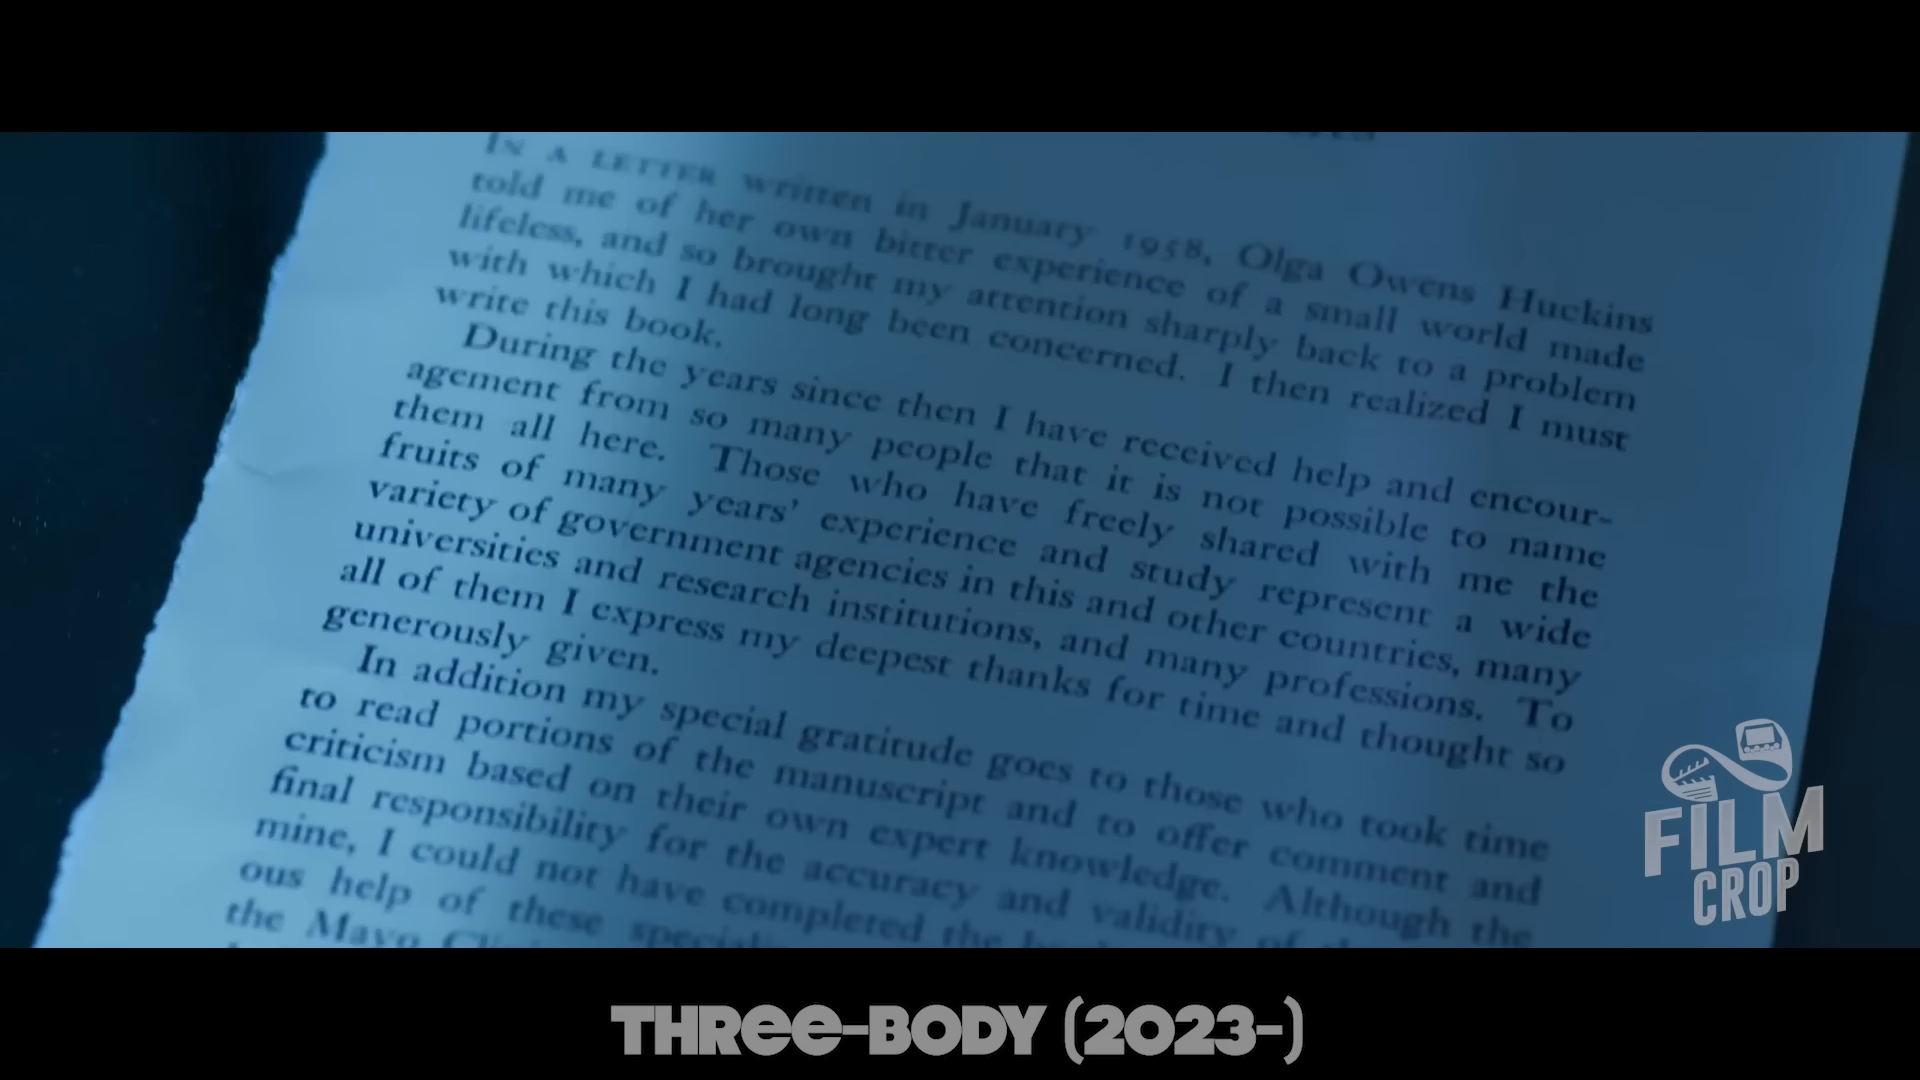 IN A LETTER written in January 1958, Olga Owens Huckins
told me of her own bitter experience of a small world made
lifeless, and so brought my attention sharply back to a problem
with which I had long been concerned. I then realized I must
write this book.
During the years since then I have received help and encour-
agement from so many people that it is not possible to name
them all here. Those who have freely shared with me the
fruits of many years' experience and study represent a wide
variety of government agencies in this and other countries, many
universities and research institutions, and many professions. To
all of them I express my deepest thanks for time and thought so
generously given.
In addition my special gratitude goes to those who took time
to read portions of the manuscript and to offer comment and
criticism based on their own expert knowledge. Although the
final responsibility for the accuracy and validity of
mine, I could not have completed the
ous help of these
the Mayo
FILM
CROP
THREE-BODY (2023-)